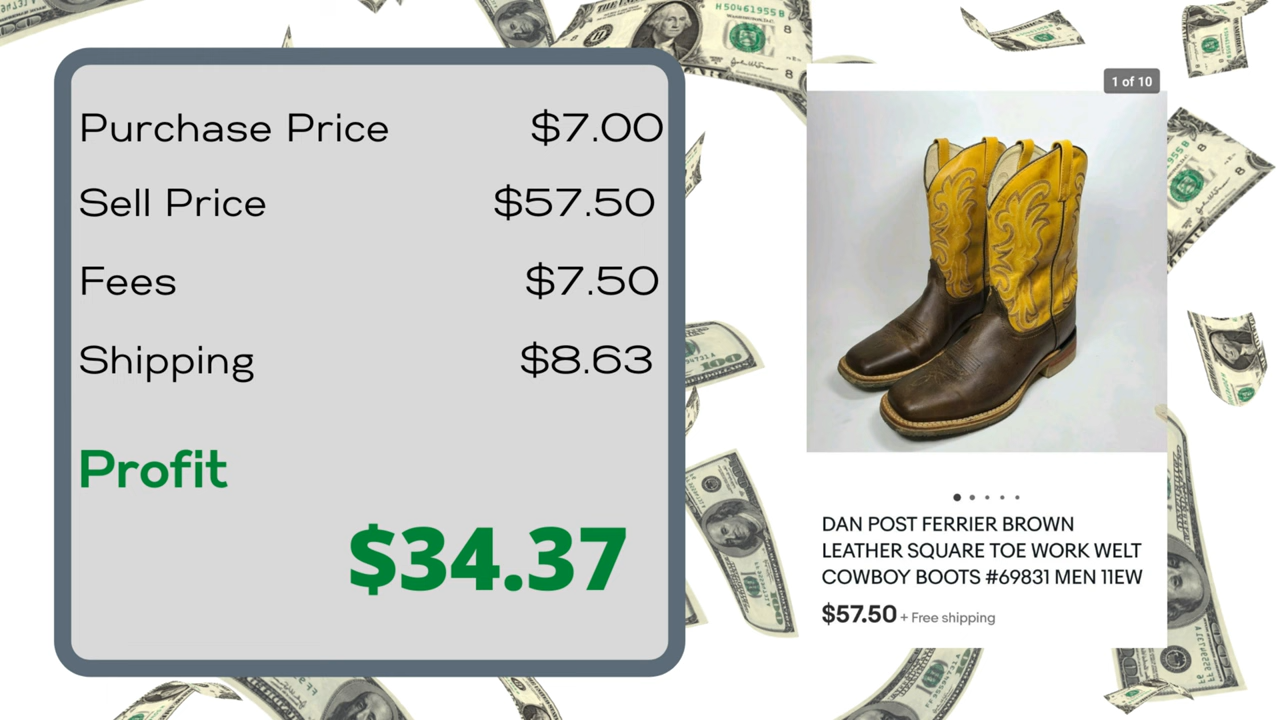 Purchase Price $7.00
Sell Price $57.50
Fees $7.50
Shipping $8.63
Profit
$34.37
1 of 10
DAN POST FERRIER BROWN
LEATHER SQUARE TOE WORK WELT
COWBOY BOOTS #69831 MEN 11EW
$57.50 + Free shipping
H50461955B